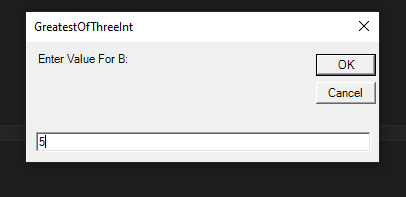 GreatestOfThreeInt
Enter Value For B:
OK
Cancel
5